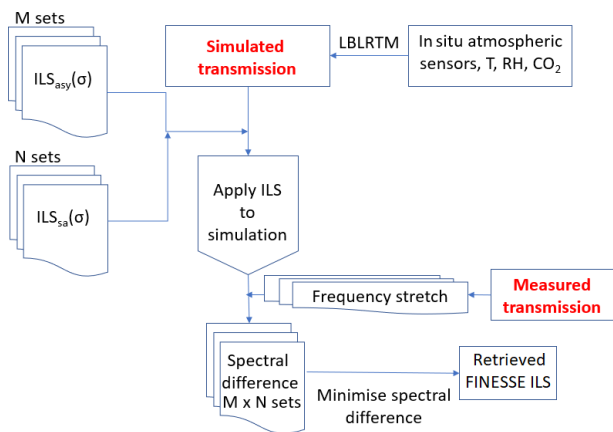 M sets
ILSasy(σ)
Simulated
transmission
LBLRTM
In situ atmospheric
sensors, T, RH, CO2
N sets
ILSsa(σ)
Apply ILS
to
simulation
Frequency stretch
Measured
transmission
Spectral
difference
M x N sets
Minimise spectral
difference
Retrieved
FINESSE ILS